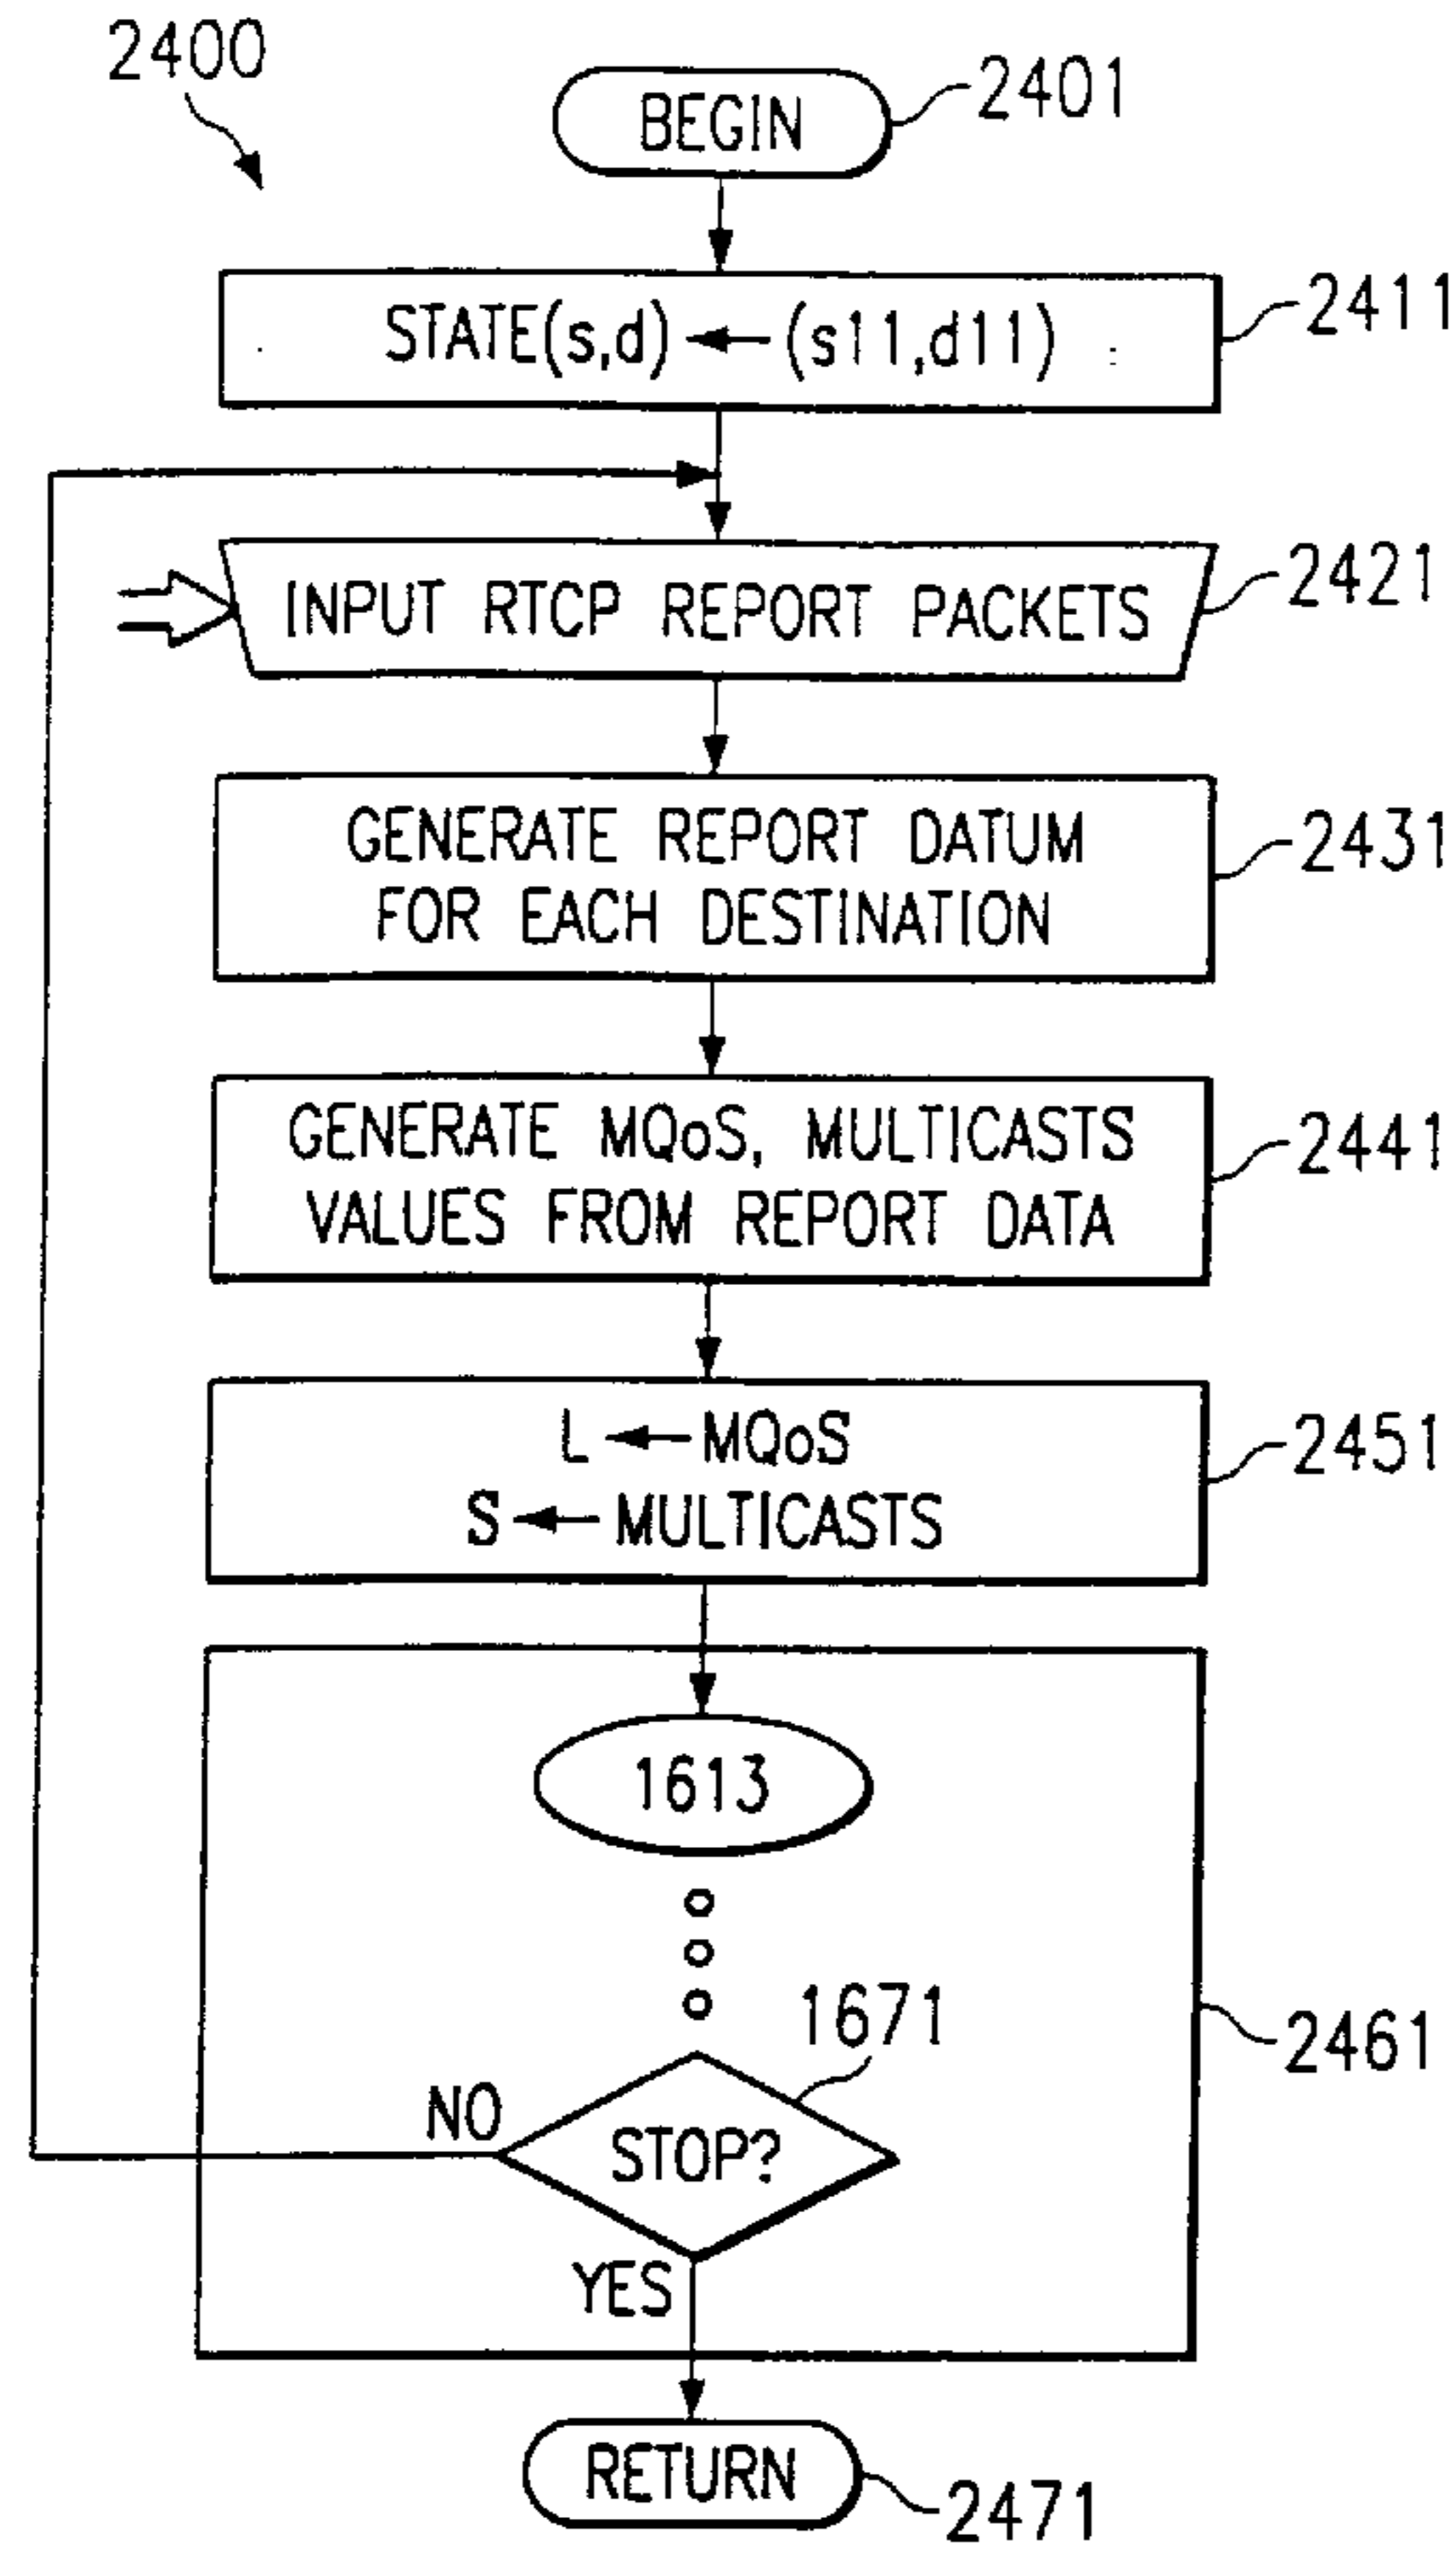 2400
BEGIN
2401
STATE(s,d) ← (s11,d11)
2411
INPUT RTCP REPORT PACKETS
2421
GENERATE REPORT DATUM
FOR EACH DESTINATION
2431
GENERATE MQoS, MULTICASTS
VALUES FROM REPORT DATA
2441
L ← MQoS
S ← MULTICASTS
2451
1613
1671
2461
NO
STOP?
YES
RETURN
2471